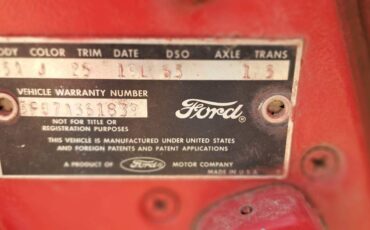 BODY COLOR TRIM DATE DSO AXLE TRANS
VEHICLE WARRANTY NUMBER
Ford®
NOT FOR TITLE OR
REGISTRATION PURPOSES
THIS VEHICLE IS MANUFACTURED UNDER UNITED STATES
AND FOREIGN PATENTS AND PATENT APPLICATIONS
A PRODUCT OF Ford MOTOR COMPANY
MADE IN U.S.A.